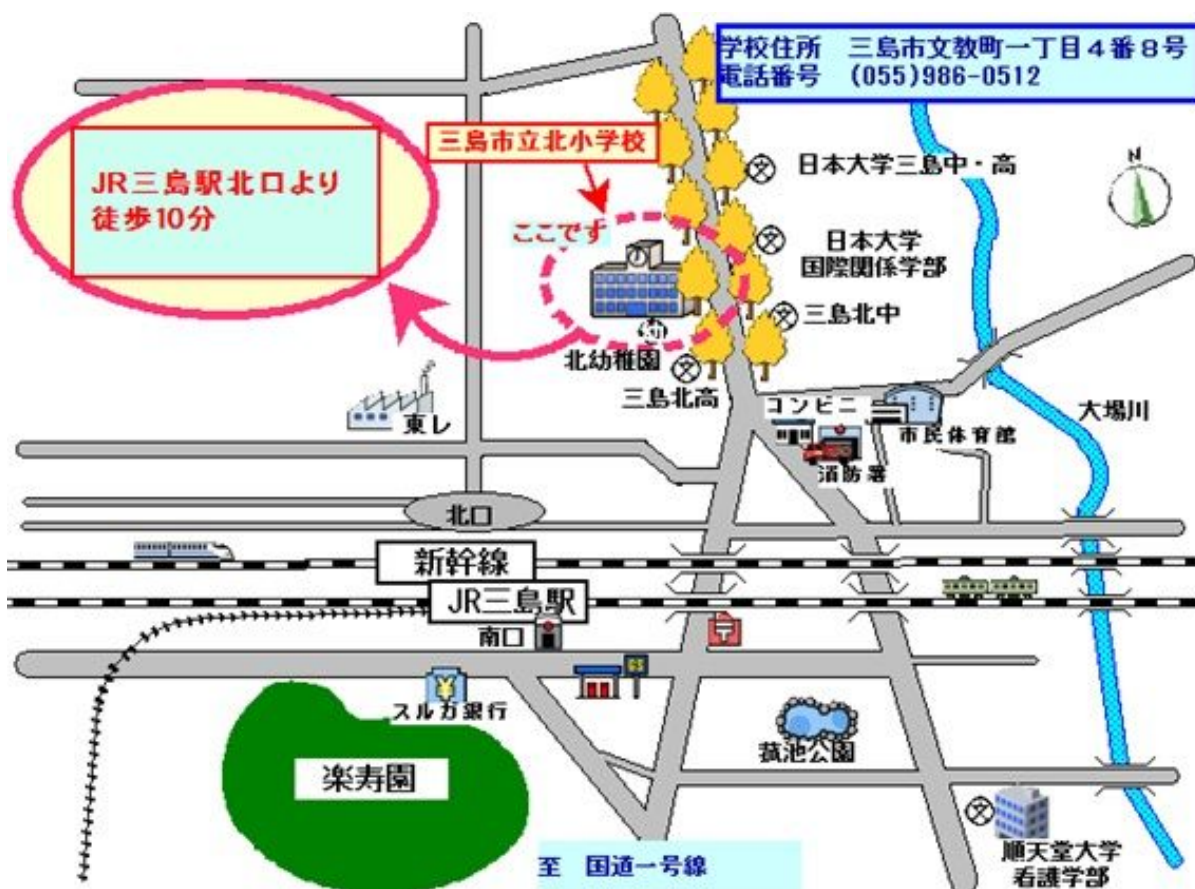 学校住所　三島市文教町一丁目4番8号
電話番号　(055)986-0512
三島市立北小学校
JR三島駅北口より
徒歩10分
ここです
日本大学三島中・高
N
日本大学
国際関係学部
三島北中
北幼稚園
三島北高
コンビニ
東レ
市民体育館
大場川
消防署
北口
新幹線
JR三島駅
南口
GS
スルガ銀行
菰池公園
楽寿園
順天堂大学
看護学部
至　国道一号線